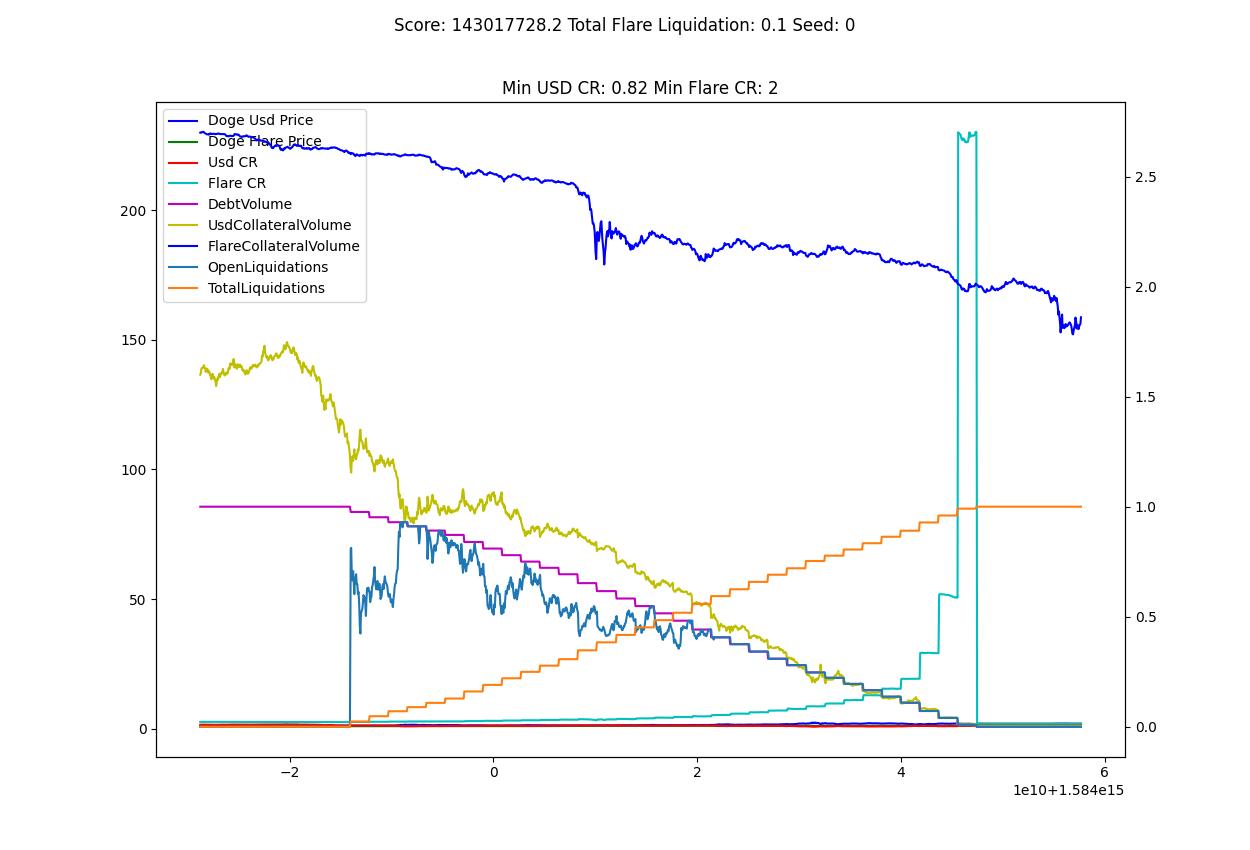 Score: 143017728.2 Total Flare Liquidation: 0.1 Seed: 0
Min USD CR: 0.82 Min Flare CR: 2
Doge Usd Price
Doge Flare Price
Usd CR
Flare CR
DebtVolume
UsdCollateralVolume
FlareCollateralVolume
OpenLiquidations
TotalLiquidations
200
150
100
50
0
2.5
2.0
1.5
1.0
0.5
0.0
−2
0
2
4
6
1e10+1.584e15